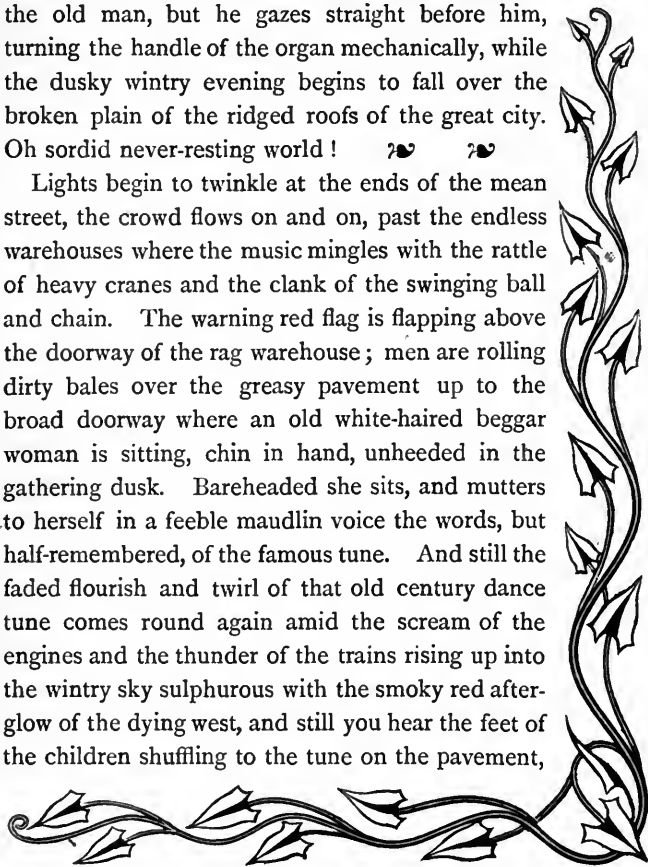 the old man, but he gazes straight before him,
turning the handle of the organ mechanically, while
the dusky wintry evening begins to fall over the
broken plain of the ridged roofs of the great city.
Oh sordid never-resting world !
Lights begin to twinkle at the ends of the mean
street, the crowd flows on and on, past the endless
warehouses where the music mingles with the rattle
of heavy cranes and the clank of the swinging ball
and chain. The warning red flag is flapping above
the doorway of the rag warehouse ; men are rolling
dirty bales over the greasy pavement up to the
broad doorway where an old white-haired beggar
woman is sitting, chin in hand, unheeded in the
gathering dusk. Bareheaded she sits, and mutters
to herself in a feeble maudlin voice the words, but
half-remembered, of the famous tune. And still the
faded flourish and twirl of that old century dance
tune comes round again amid the scream of the
engines and the thunder of the trains rising up into
the wintry sky sulphurous with the smoky red after-
glow of the dying west, and still you hear the feet of
the children shuffling to the tune on the pavement,